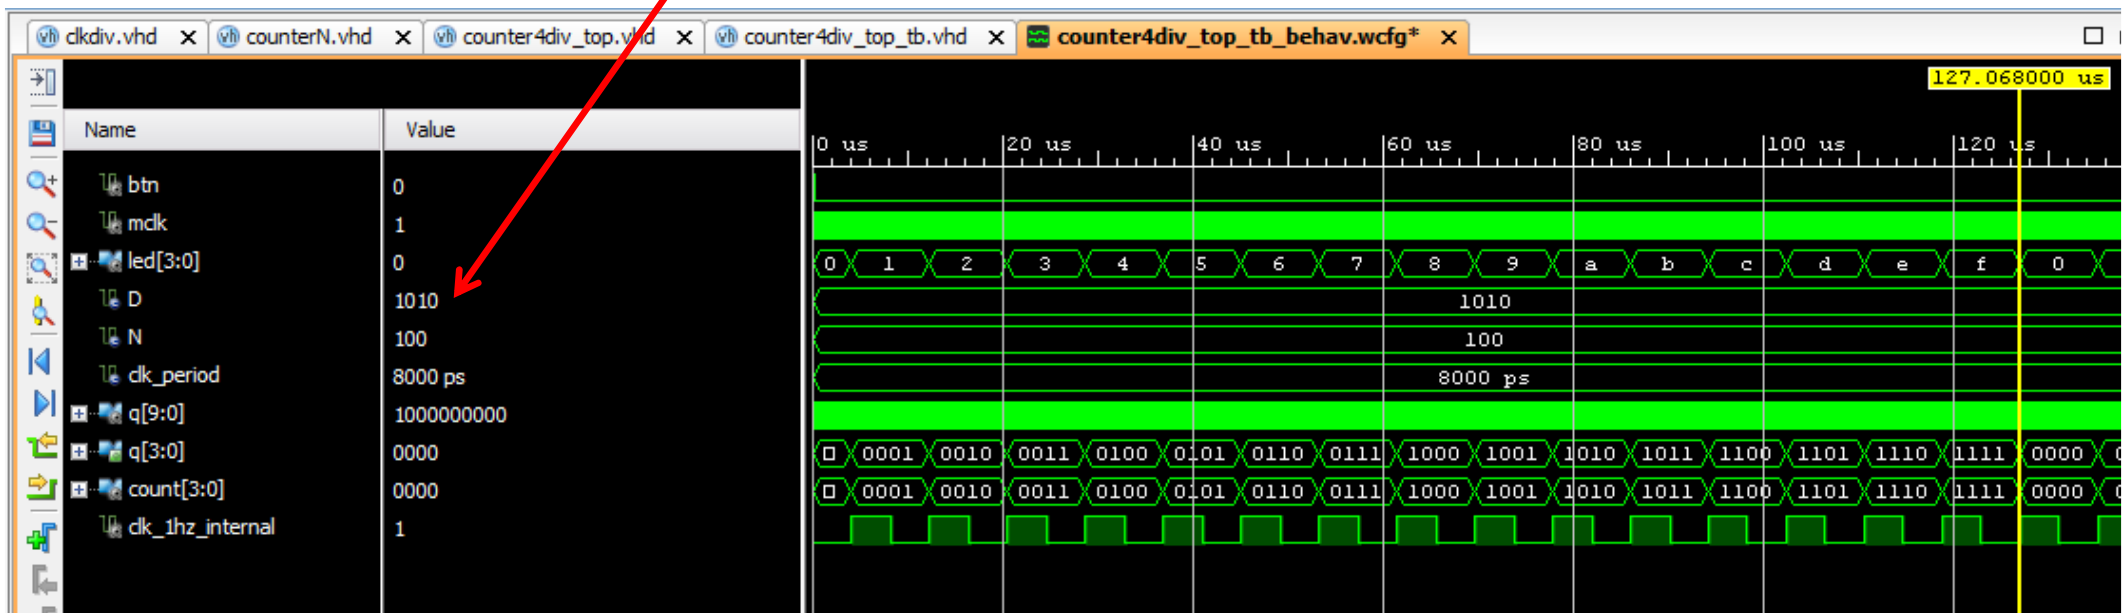 clkdiv.vhd counterN.vhd counter4div_top.vhd counter4div_top_tb.vhd counter4div_top_tb_behav.wcfg*
127.068000 us
Name Value
0 us 20 us 40 us 60 us 80 us 100 us 120 us
btn 0
mclk 1
led[3:0] 0 0 1 2 3 4 5 6 7 8 9 a b c d e f 0
D 1010 1010
N 100 100
clk_period 8000 ps 8000 ps
q[9:0] 1000000000
q[3:0] 0000 0001 0010 0011 0100 0101 0110 0111 1000 1001 1010 1011 1100 1101 1110 1111 0000
count[3:0] 0000 0001 0010 0011 0100 0101 0110 0111 1000 1001 1010 1011 1100 1101 1110 1111 0000
clk_1hz_internal 1